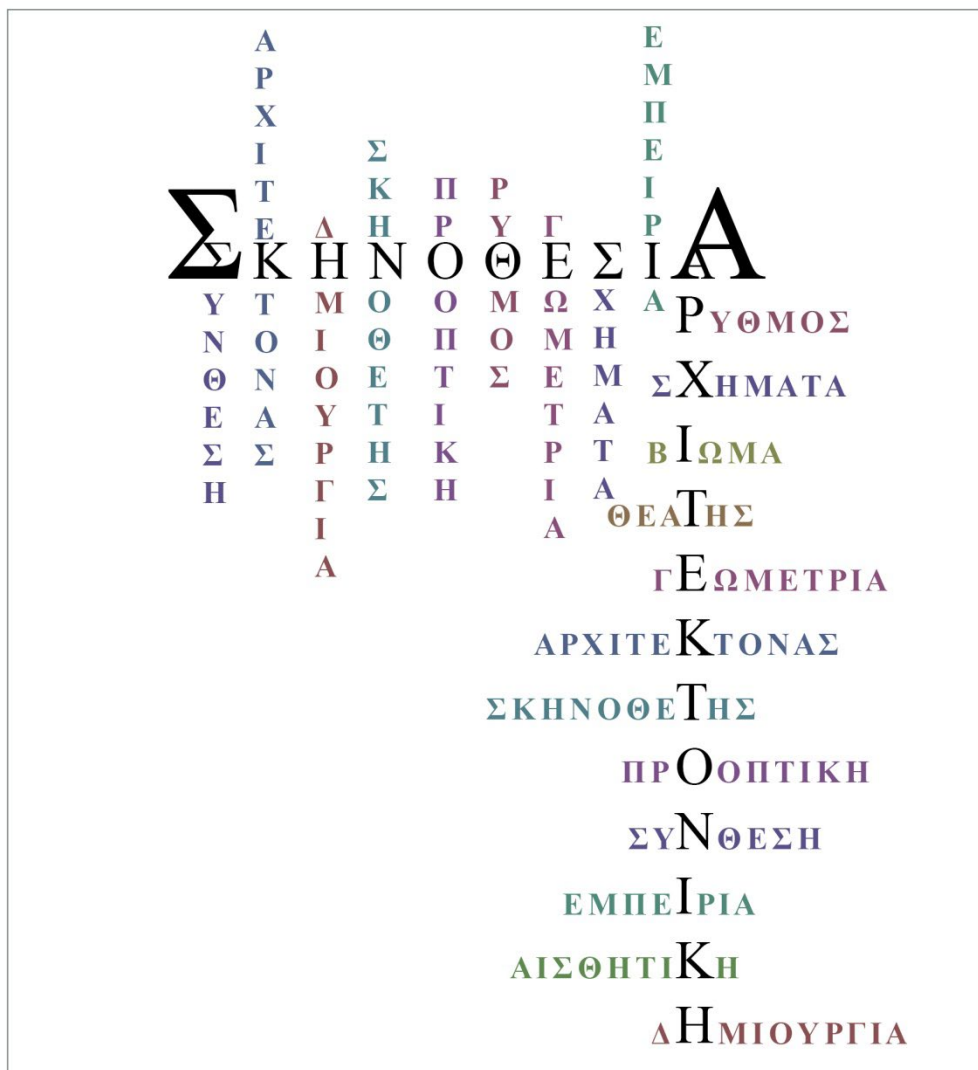 ΣΚΗΝΟΘΕΣΙΑ
ΣΥΝΘΕΣΗ
ΑΡΧΙΤΕΚΤΟΝΑΣ
ΔΗΜΙΟΥΡΓΙΑ
ΣΚΗΝΟΘΕΤΗΣ
ΠΡΟΟΠΤΙΚΗ
ΡΥΘΜΟΣ
ΓΕΩΜΕΤΡΙΑ
ΣΧΗΜΑΤΑ
ΕΜΠΕΙΡΙΑ
ΑΡΧΙΤΕΚΤΟΝΙΚΗ
ΡΥΘΜΟΣ
ΣΧΗΜΑΤΑ
ΒΙΩΜΑ
ΘΕΑΤΗΣ
ΓΕΩΜΕΤΡΙΑ
ΑΡΧΙΤΕΚΤΟΝΑΣ
ΣΚΗΝΟΘΕΤΗΣ
ΠΡΟΟΠΤΙΚΗ
ΣΥΝΘΕΣΗ
ΕΜΠΕΙΡΙΑ
ΑΙΣΘΗΤΙΚΗ
ΔΗΜΙΟΥΡΓΙΑ